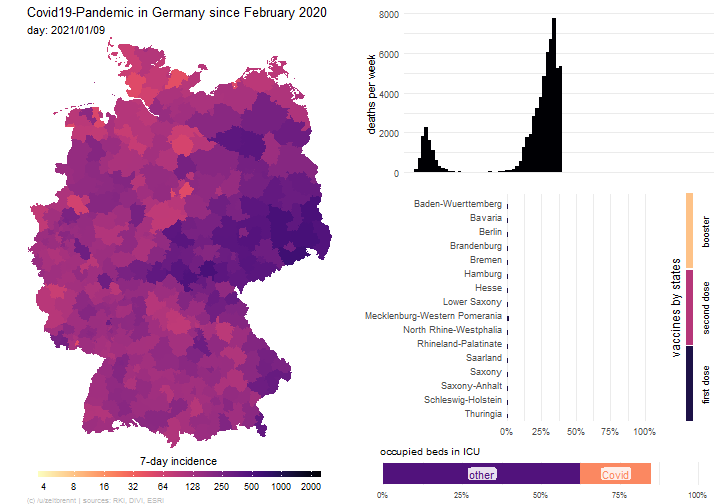 Covid19-Pandemic in Germany since February 2020
day: 2021/01/09
7-day incidence
4 8 16 32 64 125 250 500 1000 2000
(c) /u/zeitbrennt | sources: RKI, DIVI, ESRI
deaths per week
8000
6000
4000
2000
0
Baden-Wuerttemberg
Bavaria
Berlin
Brandenburg
Bremen
Hamburg
Hesse
Lower Saxony
Mecklenburg-Western Pomerania
North Rhine-Westphalia
Rhineland-Palatinate
Saarland
Saxony
Saxony-Anhalt
Schleswig-Holstein
Thuringia
0% 25% 50% 75% 100%
vaccines by states
booster
second dose
first dose
occupied beds in ICU
other Covid
0% 25% 50% 75% 100%